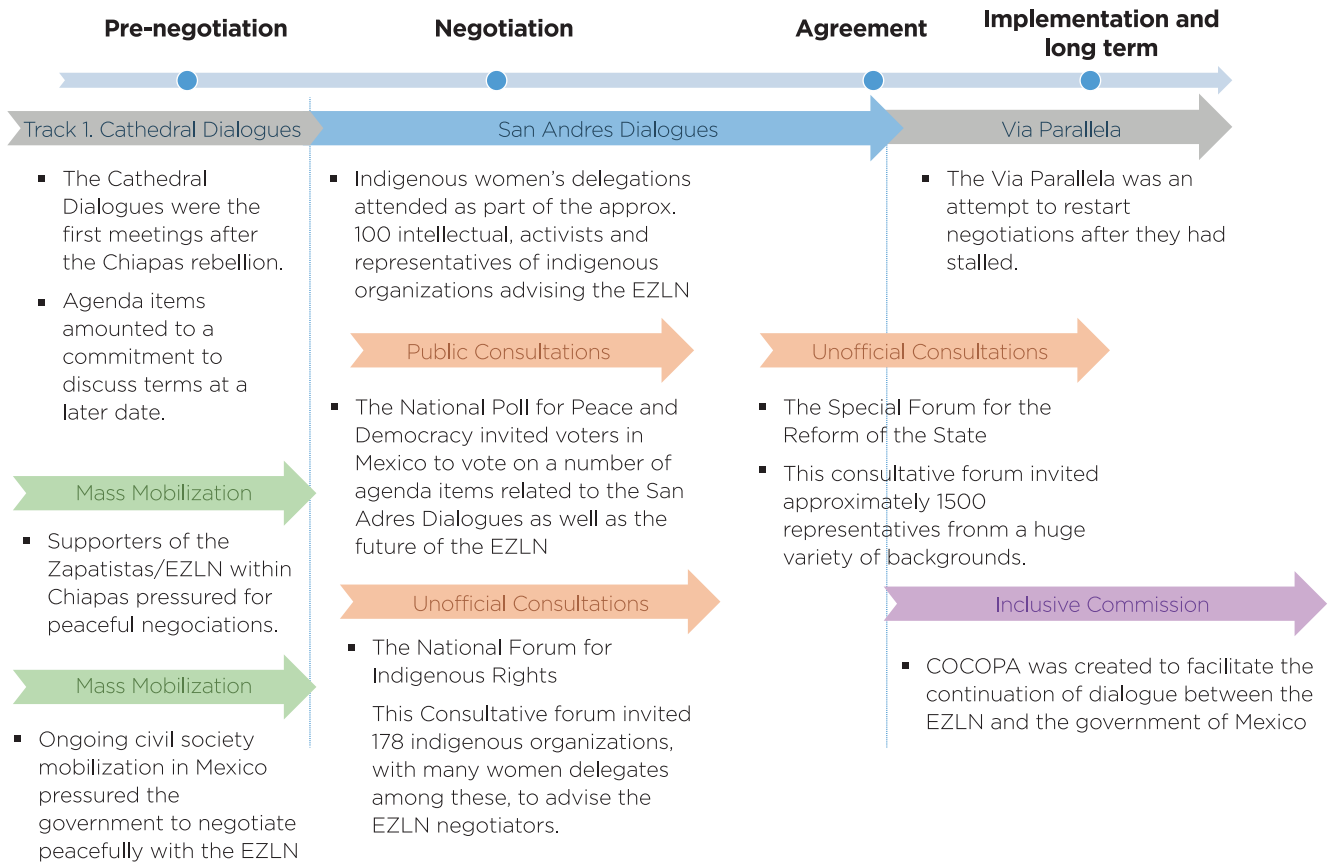 Pre-negotiation
Negotiation
Agreement
Implementation and
long term
Track 1. Cathedral Dialogues
San Andres Dialogues
Via Parallela
▪ The Cathedral
Dialogues were the
first meetings after
the Chiapas rebellion.
▪ Agenda items
amounted to a
commitment to
discuss terms at a
later date.
Mass Mobilization
▪ Supporters of the
Zapatistas/EZLN within
Chiapas pressured for
peaceful negociations.
Mass Mobilization
▪ Ongoing civil society
mobilization in Mexico
pressured the
government to negotiate
peacefully with the EZLN
▪ Indigenous women's delegations
attended as part of the approx.
100 intellectual, activists and
representatives of indigenous
organizations advising the EZLN
Public Consultations
▪ The National Poll for Peace and
Democracy invited voters in
Mexico to vote on a number of
agenda items related to the San
Adres Dialogues as well as the
future of the EZLN
Unofficial Consultations
▪ The National Forum for
Indigenous Rights
This Consultative forum invited
178 indigenous organizations,
with many women delegates
among these, to advise the
EZLN negotiators.
▪ The Via Parallela was an
attempt to restart
negotiations after they had
stalled.
Unofficial Consultations
▪ The Special Forum for the
Reform of the State
▪ This consultative forum invited
approximately 1500
representatives fronm a huge
variety of backgrounds.
Inclusive Commission
▪ COCOPA was created to facilitate the
continuation of dialogue between the
EZLN and the government of Mexico